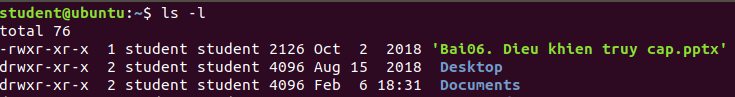 student@ubuntu:~$ ls -l
total 76
-rwxr-xr-x  1 student student 2126 Oct  2  2018 'Bai06. Dieu khien truy cap.pptx'
drwxr-xr-x  2 student student 4096 Aug 15  2018  Desktop
drwxr-xr-x  2 student student 4096 Feb  6 18:31  Documents